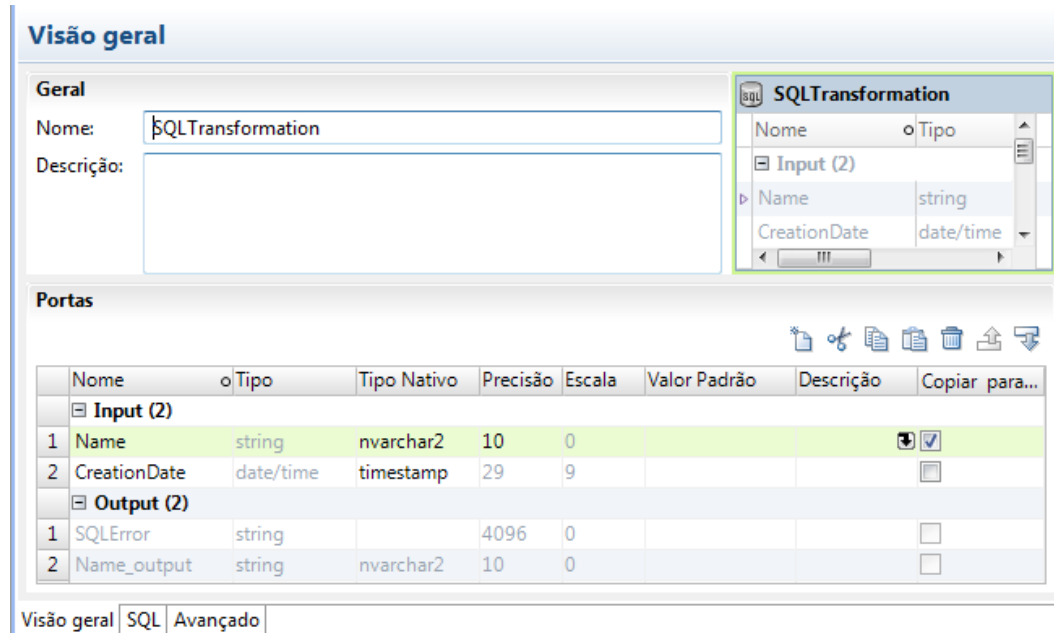 Visão geral
Geral
Nome: SQLTransformation
Descrição:
SQL SQLTransformation
Nome Tipo
Input (2)
Name string
CreationDate date/time
Portas
Nome Tipo Tipo Nativo Precisão Escala Valor Padrão Descrição Copiar para...
Input (2)
1 Name string nvarchar2 10 0
2 CreationDate date/time timestamp 29 9
Output (2)
1 SQLError string 4096 0
2 Name_output string nvarchar2 10 0
Visão geral SQL Avançado